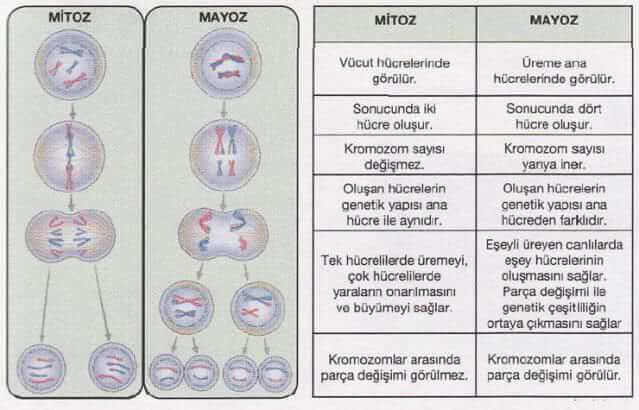 MİTOZ
MAYOZ
MİTOZ
MAYOZ
Vücut hücrelerinde
görülür.
Üreme ana
hücrelerinde görülür.
Sonucunda iki
hücre oluşur.
Sonucunda dört
hücre oluşur.
Kromozom sayısı
değişmez.
Kromozom sayısı
yarıya iner.
Oluşan hücrelerin
genetik yapısı ana
hücre ile aynıdır.
Oluşan hücrelerin
genetik yapısı ana
hücreden farklıdır.
Tek hücrelilerde üremeyi,
çok hücrelilerde
yaraların onarılmasını
ve büyümeyi sağlar.
Eşeyli üreyen canlılarda
eşey hücrelerinin
oluşmasını sağlar.
Parça değişimi ile
genetik çeşitliliğin
ortaya çıkmasını sağlar
Kromozomlar arasında
parça değişimi görülmez.
Kromozomlar arasında
parça değişimi görülür.